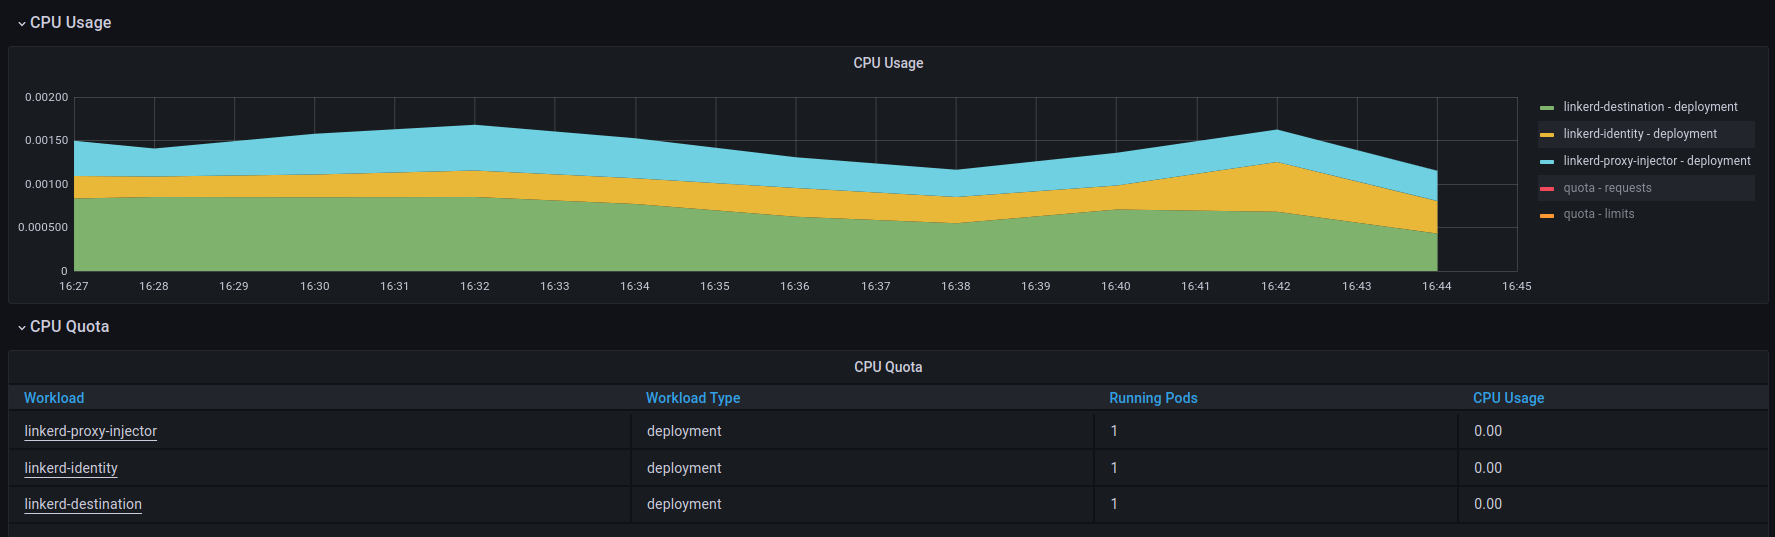 CPU Usage
CPU Usage
0.00200
0.00150
0.00100
0.000500
0
16:27 16:28 16:29 16:30 16:31 16:32 16:33 16:34 16:35 16:36 16:37 16:38 16:39 16:40 16:41 16:42 16:43 16:44 16:45
linkerd-destination - deployment
linkerd-identity - deployment
linkerd-proxy-injector - deployment
quota - requests
quota - limits
CPU Quota
CPU Quota
Workload Workload Type Running Pods CPU Usage
linkerd-proxy-injector deployment 1 0.00
linkerd-identity deployment 1 0.00
linkerd-destination deployment 1 0.00